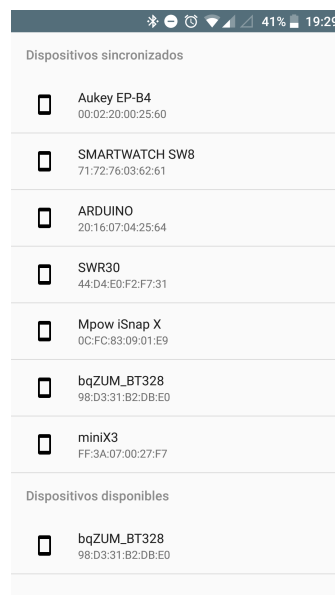 41% 19:29
Dispositivos sincronizados
Aukey EP-B4
00:02:20:00:25:60
SMARTWATCH SW8
71:72:76:03:62:61
ARDUINO
20:16:07:04:25:64
SWR30
44:D4:E0:F2:F7:31
Mpow iSnap X
0C:FC:83:09:01:E9
bqZUM_BT328
98:D3:31:B2:DB:E0
miniX3
FF:3A:07:00:27:F7
Dispositivos disponibles
bqZUM_BT328
98:D3:31:B2:DB:E0